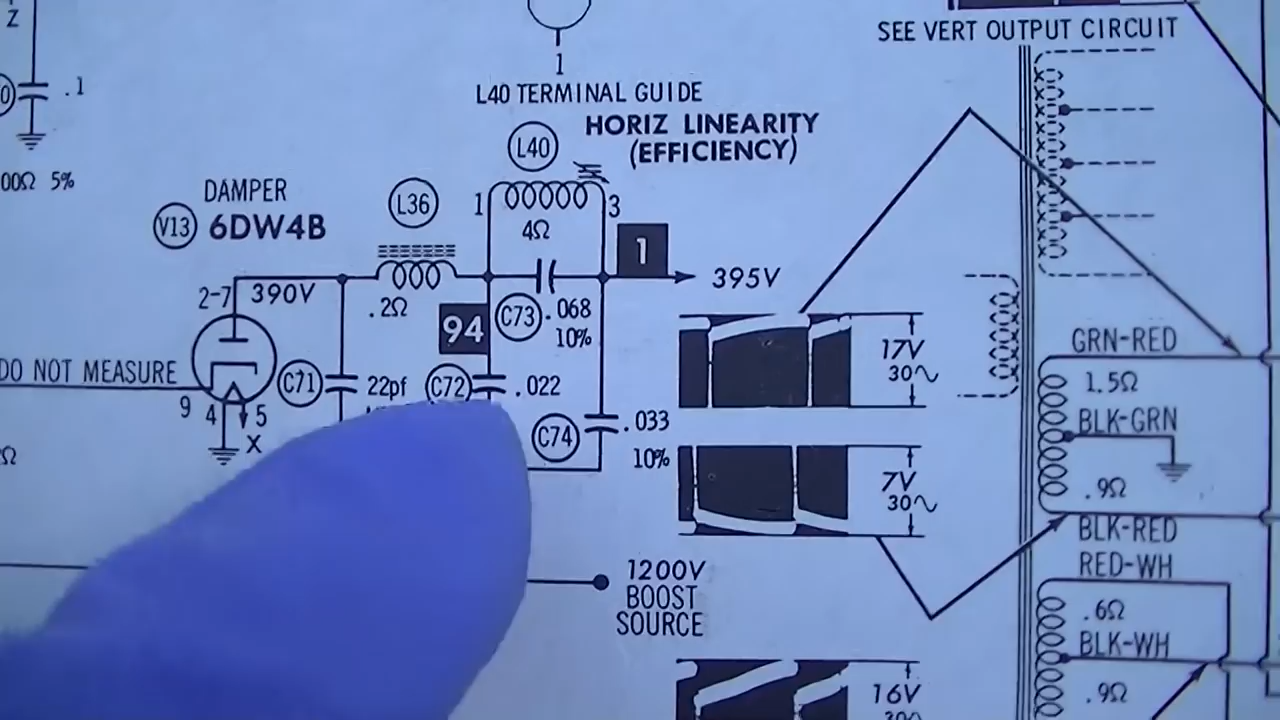 Z
.1
1
SEE VERT OUTPUT CIRCUIT
L40 TERMINAL GUIDE
HORIZ LINEARITY
(EFFICIENCY)
L40
5%
DAMPER
V13 6DW4B
L36
1
3
4Ω
1
395V
2-7
390V
.2Ω
94
C73
.068
10%
DO NOT MEASURE
9
4
5
X
C71
22pf
C72
.022
C74
.033
10%
17V
30∿
7V
30∿
GRN-RED
1.5Ω
BLK-GRN
.9Ω
BLK-RED
RED-WH
.6Ω
BLK-WH
.9Ω
1200V
BOOST
SOURCE
16V